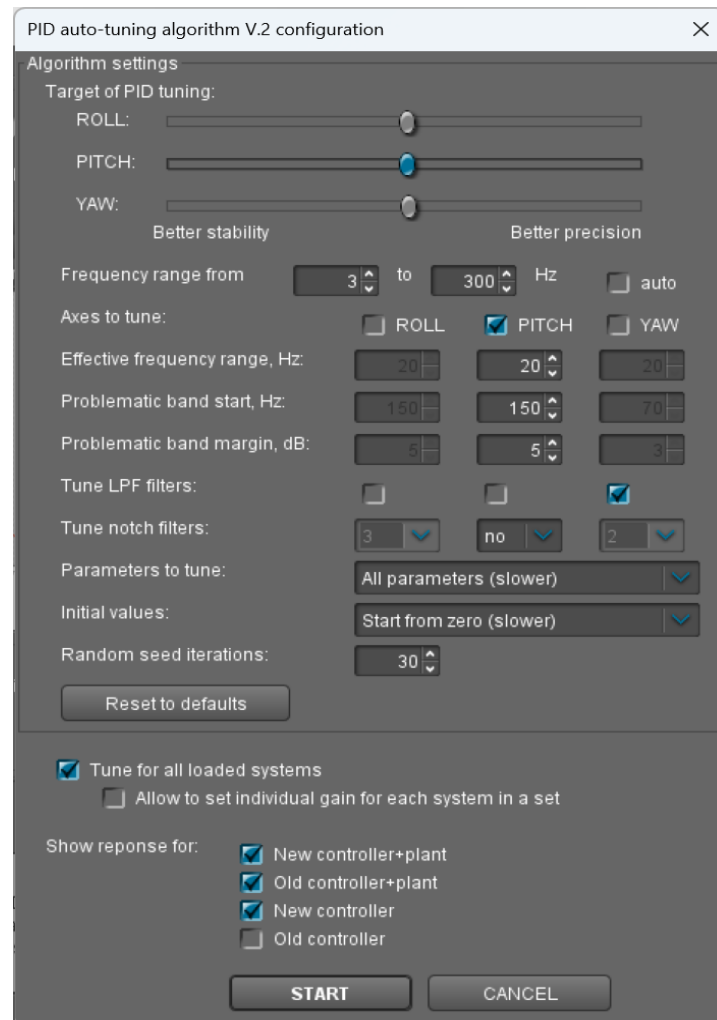 PID auto-tuning algorithm V.2 configuration
Algorithm settings
Target of PID tuning:
ROLL:
PITCH:
YAW:
Better stability Better precision
Frequency range from 3 to 300 Hz auto
Axes to tune: ROLL PITCH YAW
Effective frequency range, Hz: 20 20 20
Problematic band start, Hz: 150 150 70
Problematic band margin, dB: 5 5 3
Tune LPF filters:
Tune notch filters: 3 no 2
Parameters to tune: All parameters (slower)
Initial values: Start from zero (slower)
Random seed iterations: 30
Reset to defaults
Tune for all loaded systems
Allow to set individual gain for each system in a set
Show reponse for: New controller+plant
Old controller+plant
New controller
Old controller
START CANCEL